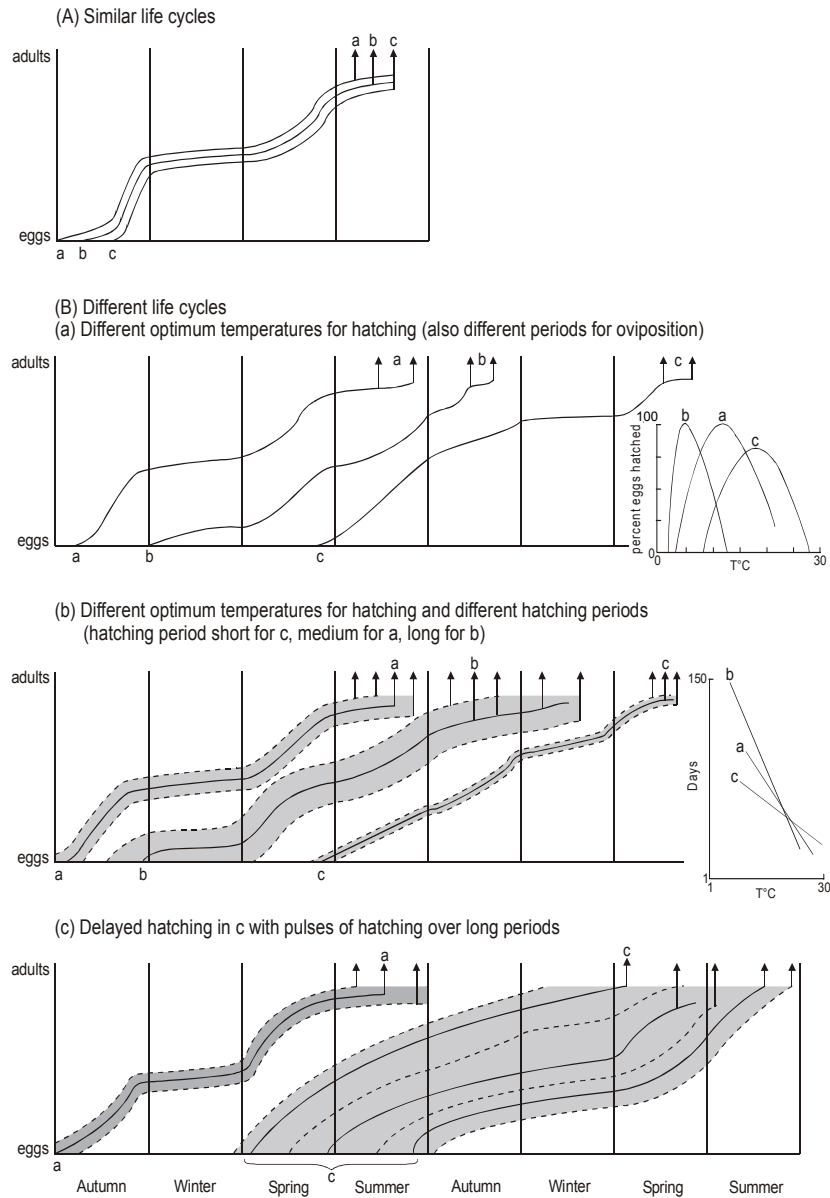 (A) Similar life cycles
a b c
adults
eggs
a b c
(B) Different life cycles
(a) Different optimum temperatures for hatching (also different periods for oviposition)
adults
a b c
eggs
a b c
percent eggs hatched
100
0
b a c
0 30
T°C
(b) Different optimum temperatures for hatching and different hatching periods
(hatching period short for c, medium for a, long for b)
adults
a b c
eggs
a b c
150
Days
1
b
a
c
1 30
T°C
(c) Delayed hatching in c with pulses of hatching over long periods
adults
a c
eggs
a c
Autumn Winter Spring Summer Autumn Winter Spring Summer